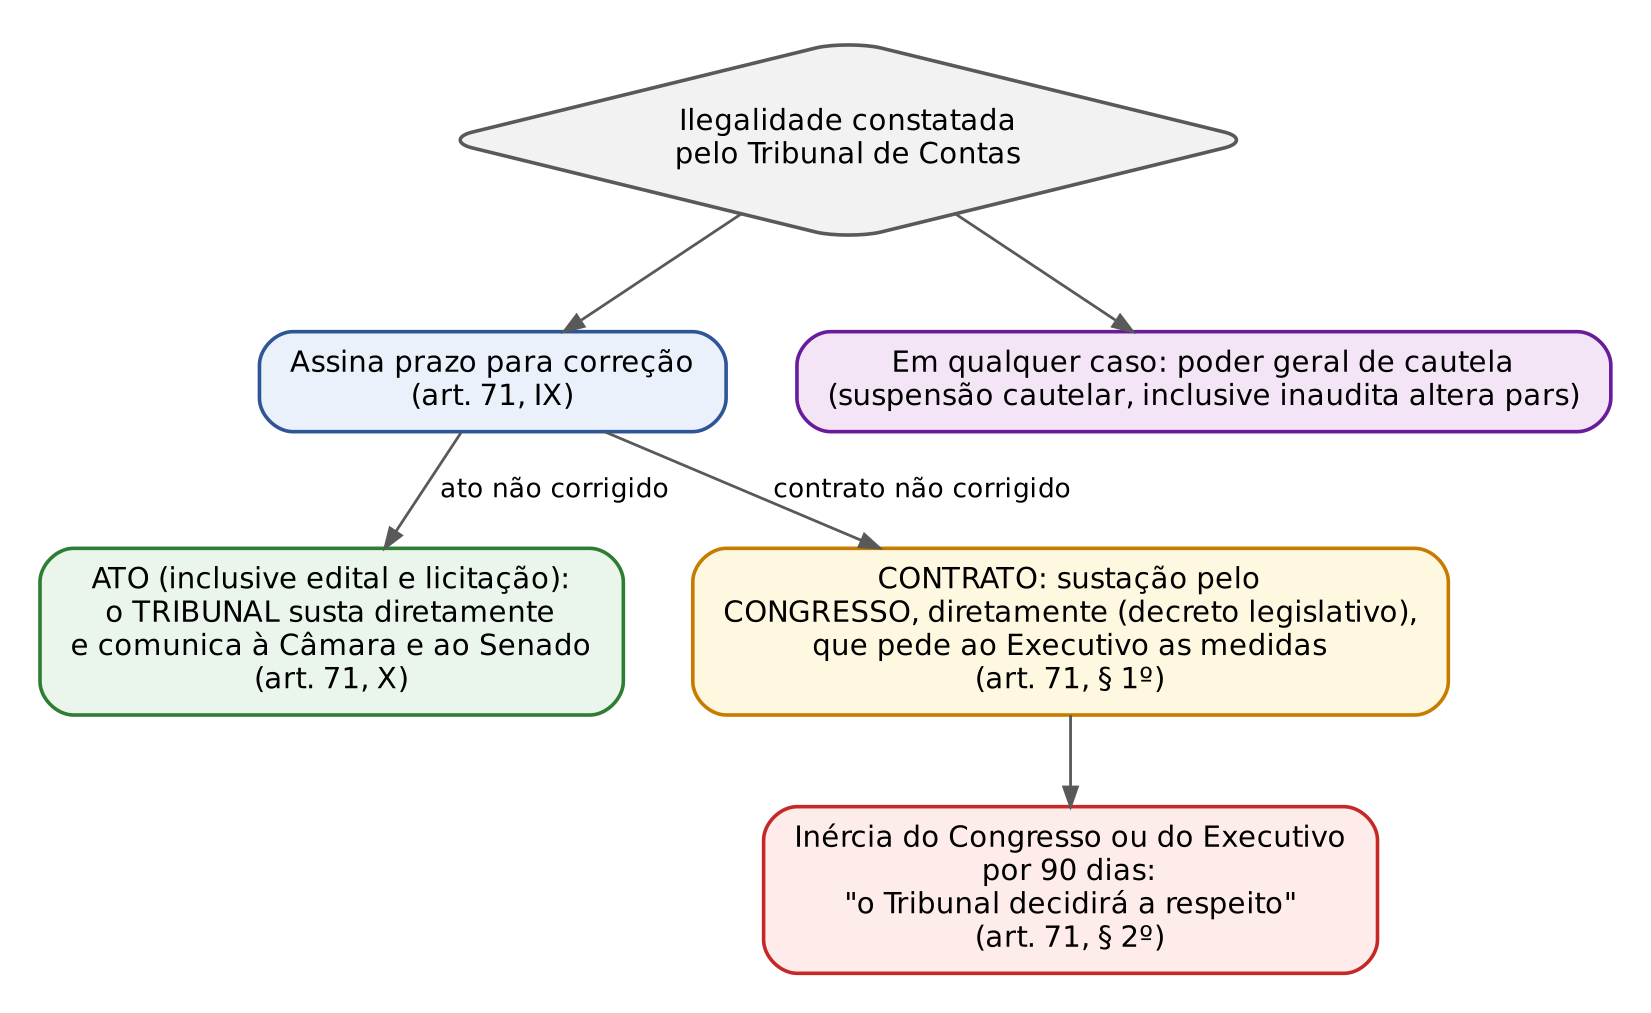 Ilegalidade constatada
pelo Tribunal de Contas
Assina prazo para correção
(art. 71, IX)
Em qualquer caso: poder geral de cautela
(suspensão cautelar, inclusive inaudita altera pars)
ato não corrigido
contrato não corrigido
ATO (inclusive edital e licitação):
o TRIBUNAL susta diretamente
e comunica à Câmara e ao Senado
(art. 71, X)
CONTRATO: sustação pelo
CONGRESSO, diretamente (decreto legislativo),
que pede ao Executivo as medidas
(art. 71, § 1º)
Inércia do Congresso ou do Executivo
por 90 dias:
"o Tribunal decidirá a respeito"
(art. 71, § 2º)